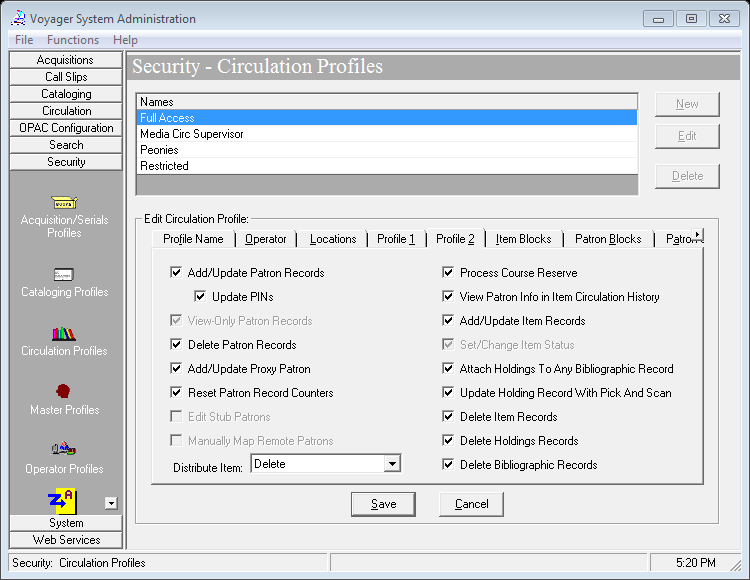 Voyager System Administration
File Functions Help
Acquisitions
Call Slips
Cataloging
Circulation
OPAC Configuration
Search
Security
Acquisition/Serials
Profiles
Cataloging Profiles
Circulation Profiles
Master Profiles
Operator Profiles
System
Web Services
Security - Circulation Profiles
Names
Full Access
Media Circ Supervisor
Peonies
Restricted
New
Edit
Delete
Edit Circulation Profile:
Profile Name Operator Locations Profile 1 Profile 2 Item Blocks Patron Blocks
Add/Update Patron Records
Update PINs
View-Only Patron Records
Delete Patron Records
Add/Update Proxy Patron
Reset Patron Record Counters
Edit Stub Patrons
Manually Map Remote Patrons
Distribute Item: Delete
Process Course Reserve
View Patron Info in Item Circulation History
Add/Update Item Records
Set/Change Item Status
Attach Holdings To Any Bibliographic Record
Update Holding Record With Pick And Scan
Delete Item Records
Delete Holdings Records
Delete Bibliographic Records
Save Cancel
Security: Circulation Profiles
5:20 PM